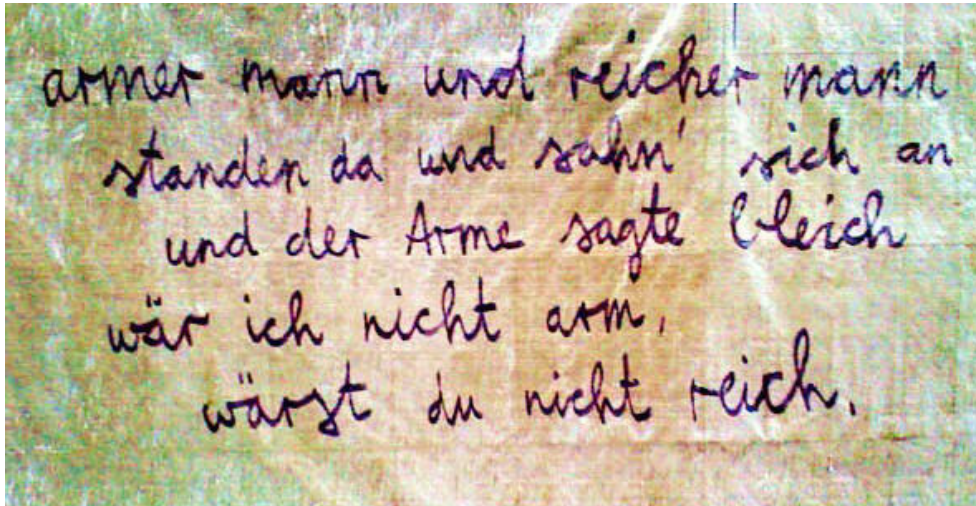 armer mann und reicher mann
standen da und sahn' sich an
und der Arme sagte bleich
wär ich nicht arm,
wärst du nicht reich.